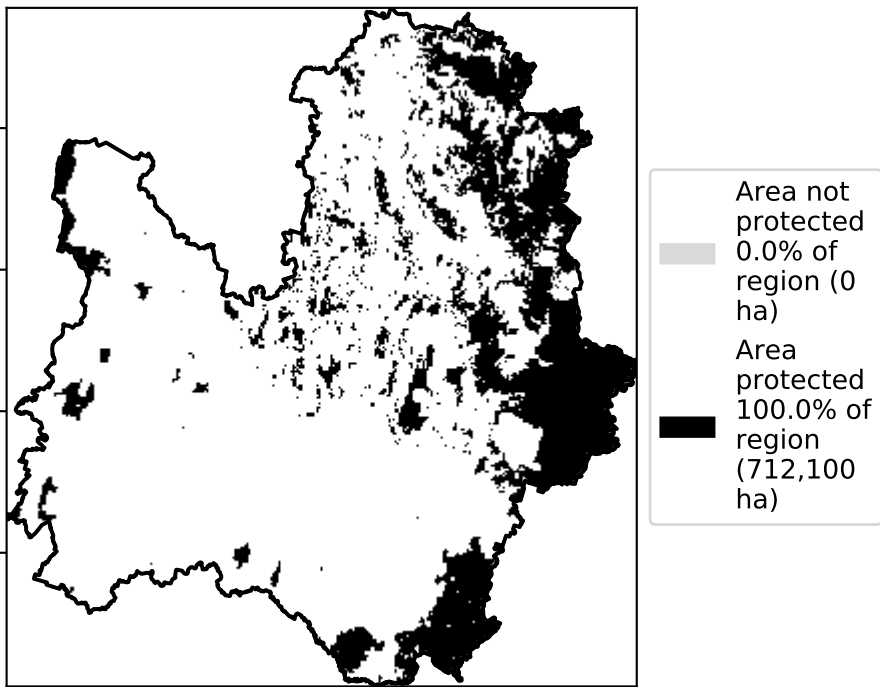 Area not
protected
0.0% of
region (0
ha)
Area
protected
100.0% of
region
(712,100
ha)